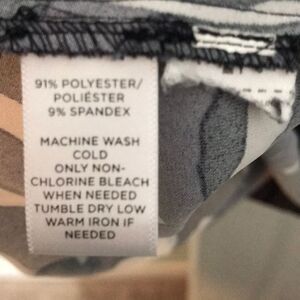 91% POLYESTER/
POLIÉSTER
9% SPANDEX
MACHINE WASH
COLD
ONLY NON-
CHLORINE BLEACH
WHEN NEEDED
TUMBLE DRY LOW
WARM IRON IF
NEEDED